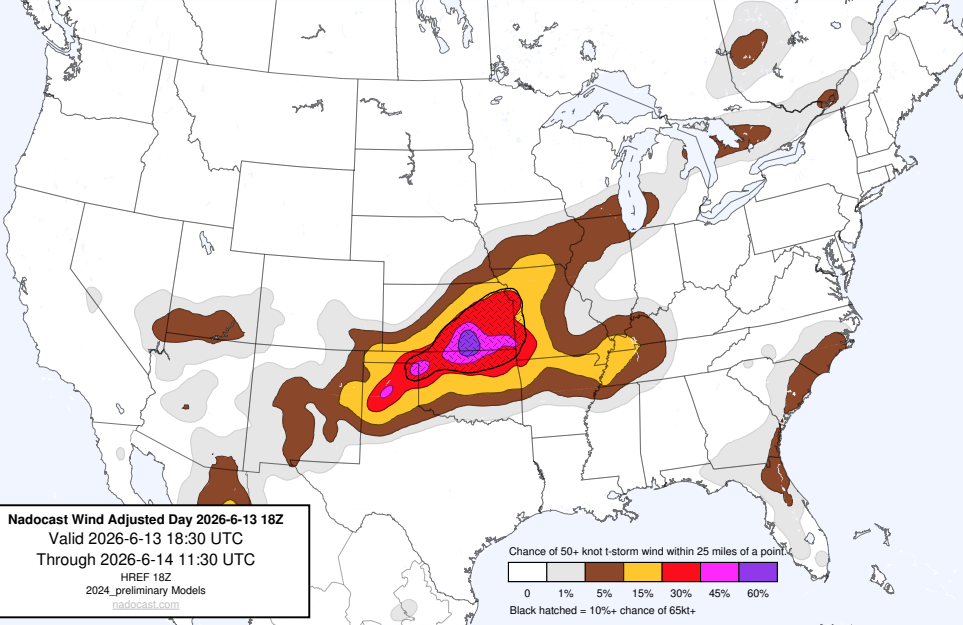 Nadocast Wind Adjusted Day 2026-6-13 18Z
Valid 2026-6-13 18:30 UTC
Through 2026-6-14 11:30 UTC
HREF 18Z
2024_preliminary Models
nadocast.com
Chance of 50+ knot t-storm wind within 25 miles of a point.
0 1% 5% 15% 30% 45% 60%
Black hatched = 10%+ chance of 65kt+